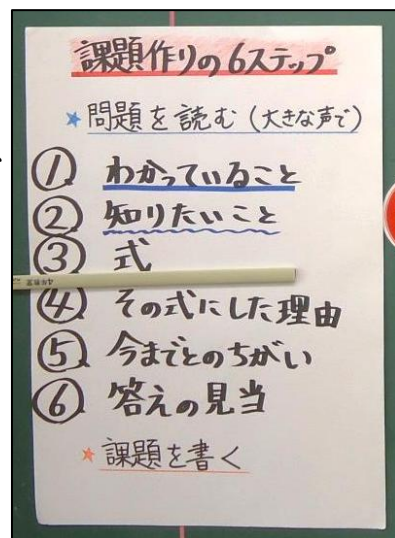 課題作りの6ステップ
★問題を読む（大きな声で）
① わかっていること
② 知りたいこと
③ 式
④ その式にした理由
⑤ 今までとのちがい
⑥ 答えの見当
★課題を書く